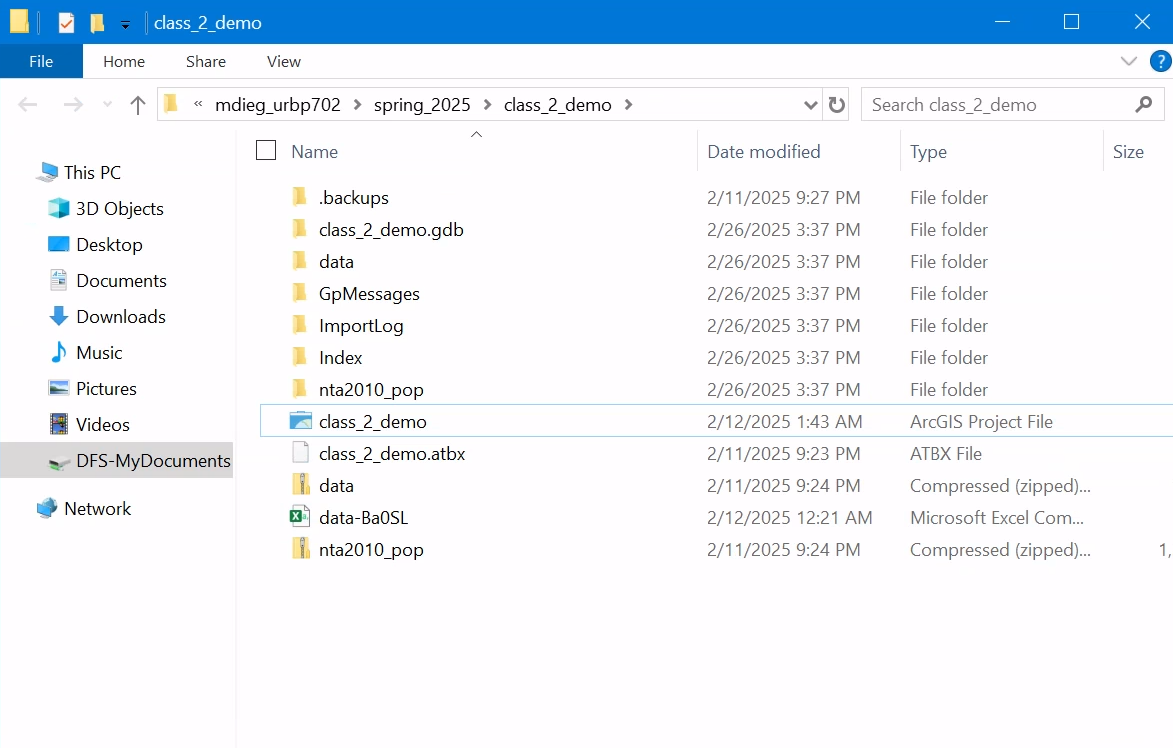 class_2_demo
File Home Share View
« mdieg_urbp702 > spring_2025 > class_2_demo > Search class_2_demo
Name Date modified Type Size
This PC
3D Objects
Desktop
Documents
Downloads
Music
Pictures
Videos
DFS-MyDocuments
Network
.backups 2/11/2025 9:27 PM File folder
class_2_demo.gdb 2/26/2025 3:37 PM File folder
data 2/26/2025 3:37 PM File folder
GpMessages 2/26/2025 3:37 PM File folder
ImportLog 2/26/2025 3:37 PM File folder
Index 2/26/2025 3:37 PM File folder
nta2010_pop 2/26/2025 3:37 PM File folder
class_2_demo 2/12/2025 1:43 AM ArcGIS Project File
class_2_demo.atbx 2/11/2025 9:23 PM ATBX File
data 2/11/2025 9:24 PM Compressed (zipped)...
data-Ba0SL 2/12/2025 12:21 AM Microsoft Excel Com...
nta2010_pop 2/11/2025 9:24 PM Compressed (zipped)... 1,